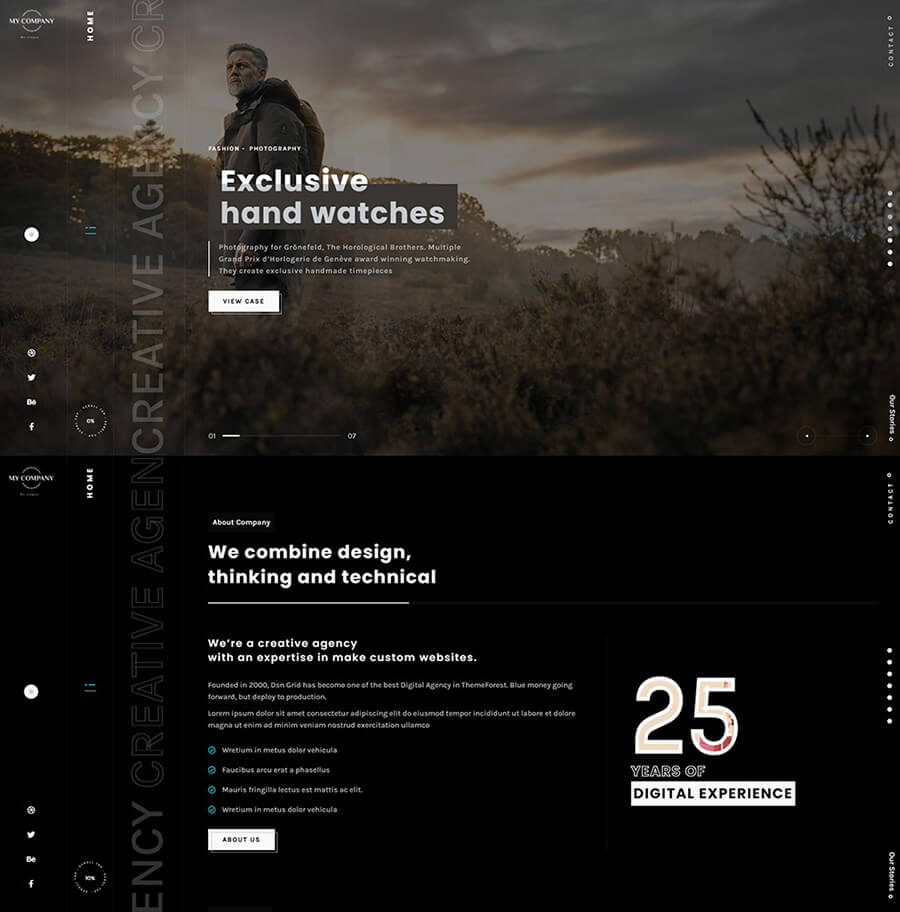 MY COMPANY
HOME
CREATIVE AGENCY
CONTACT
FASHION - PHOTOGRAPHY
Exclusive
hand watches
Photography for Grönefeld, The Horological Brothers. Multiple
Grand Prix d'Horlogerie de Genève award winning watchmaking.
They create exclusive handmade timepieces
VIEW CASE
0%
01
07
Our Stories
MY COMPANY
HOME
CREATIVE AGENCY
CONTACT
About Company
We combine design,
thinking and technical
We're a creative agency
with an expertise in make custom websites.
Founded in 2000, Dsn Grid has become one of the best Digital Agency in ThemeForest. Blue money going
forward, but deploy to production.
Lorem ipsum dolor sit amet consectetur adipiscing elit do eiusmod tempor incididunt ut labore et dolore
magna ut enim ad minim veniam nostrud exercitation ullamco
Wretium in metus dolor vehicula
Faucibus arcu erat a phasellus
Mauris fringilla lectus est mattis ac elit.
Wretium in metus dolor vehicula
ABOUT US
25
YEARS OF
DIGITAL EXPERIENCE
Bē
10%
Our Stories